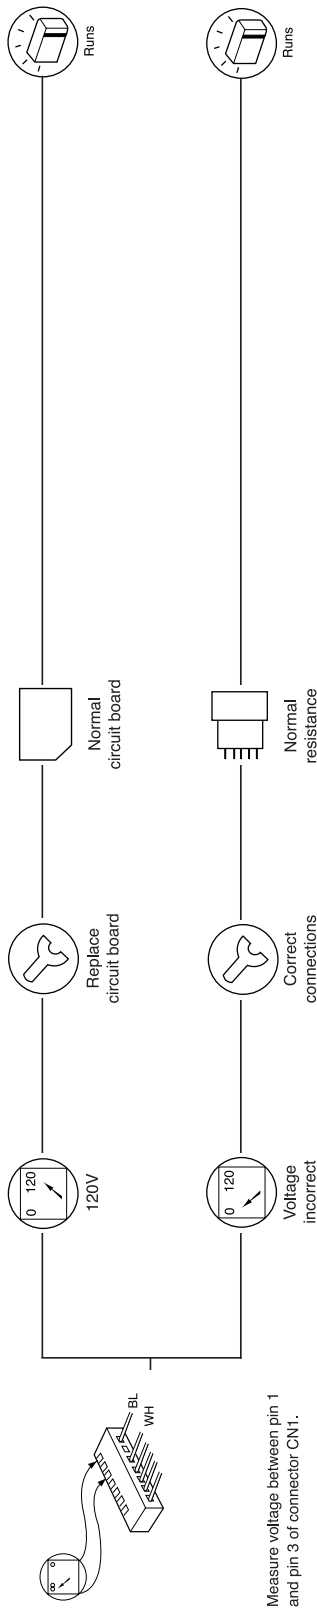 Measure voltage between pin 1
and pin 3 of connector CN1.
∞ 0
BL
WH
0 120
120V
Replace
circuit board
Normal
circuit board
Runs
0 120
Voltage
incorrect
Correct
connections
Normal
resistance
Runs